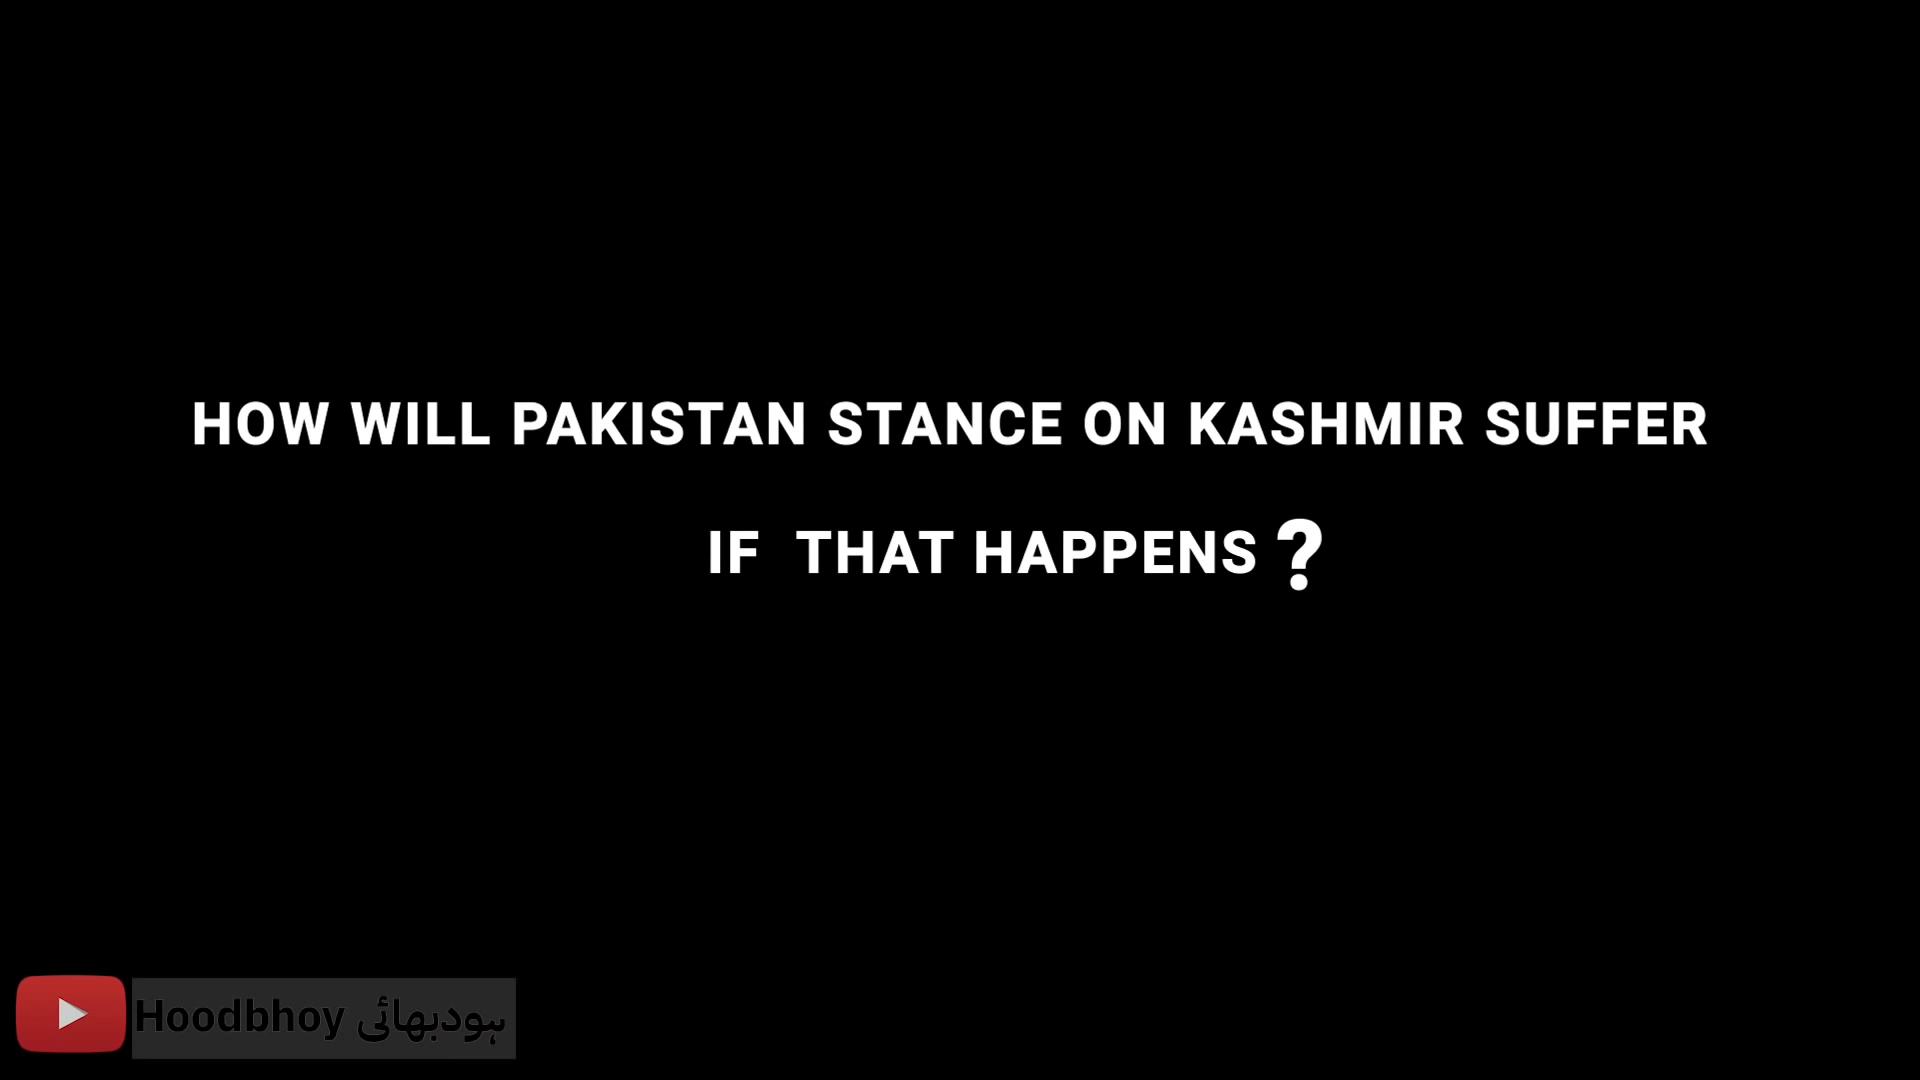 HOW WILL PAKISTAN STANCE ON KASHMIR SUFFER
IF THAT HAPPENS ?
Hoodbhoy ہودبھائی